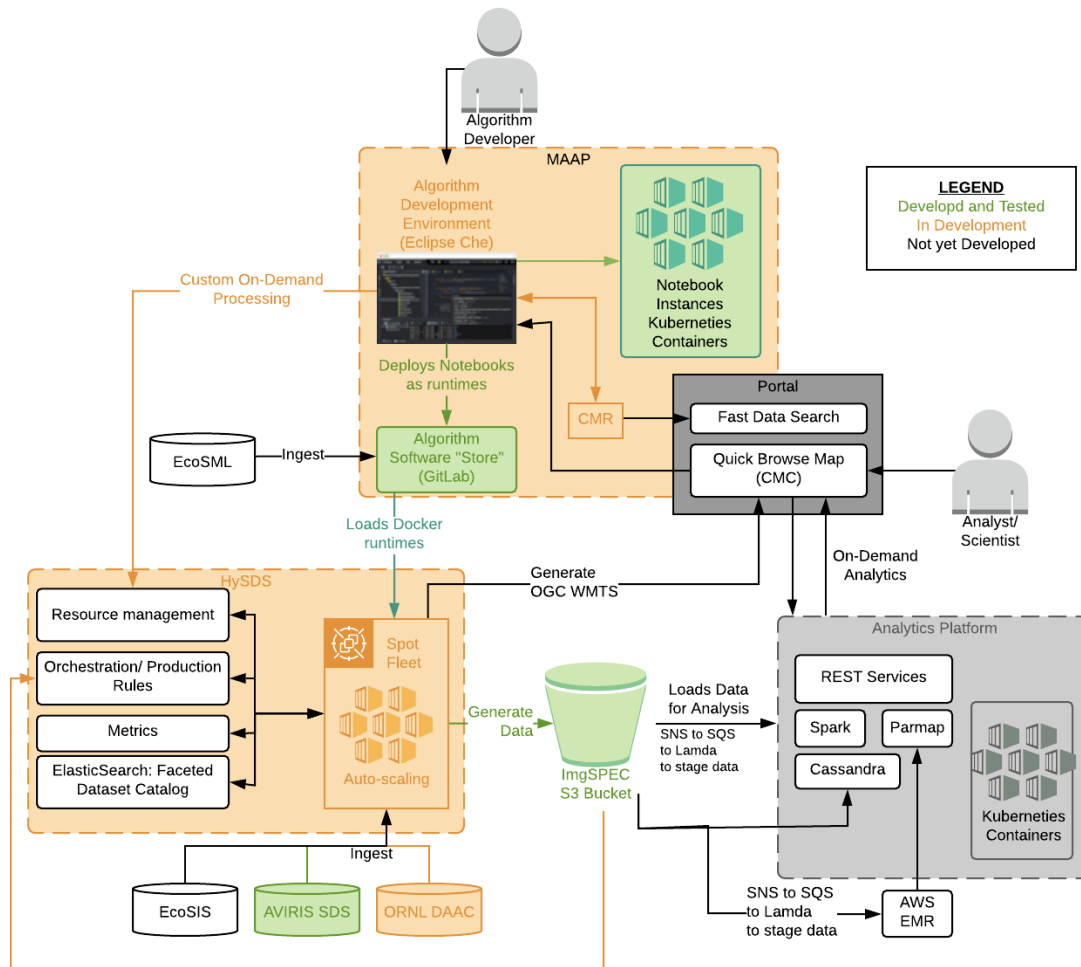 Algorithm
Developer
MAAP
Algorithm
Development
Environment
(Eclipse Che)
Notebook
Instances
Kuberneties
Containers
LEGEND
Developd and Tested
In Development
Not yet Developed
Custom On-Demand
Processing
Deploys Notebooks
as runtimes
CMR
Portal
Fast Data Search
Quick Browse Map
(CMC)
EcoSML
Ingest
Algorithm
Software "Store"
(GitLab)
Analyst/
Scientist
Loads Docker
runtimes
On-Demand
Analytics
Generate
OGC WMTS
HySDS
Resource management
Orchestration/ Production
Rules
Metrics
ElasticSearch: Faceted
Dataset Catalog
Spot
Fleet
Auto-scaling
Generate
Data
ImgSPEC
S3 Bucket
Loads Data
for Analysis
SNS to SQS
to Lamda
to stage data
Analytics Platform
REST Services
Spark
Parmap
Cassandra
Kuberneties
Containers
Ingest
EcoSIS
AVIRIS SDS
ORNL DAAC
SNS to SQS
to Lamda
to stage data
AWS
EMR